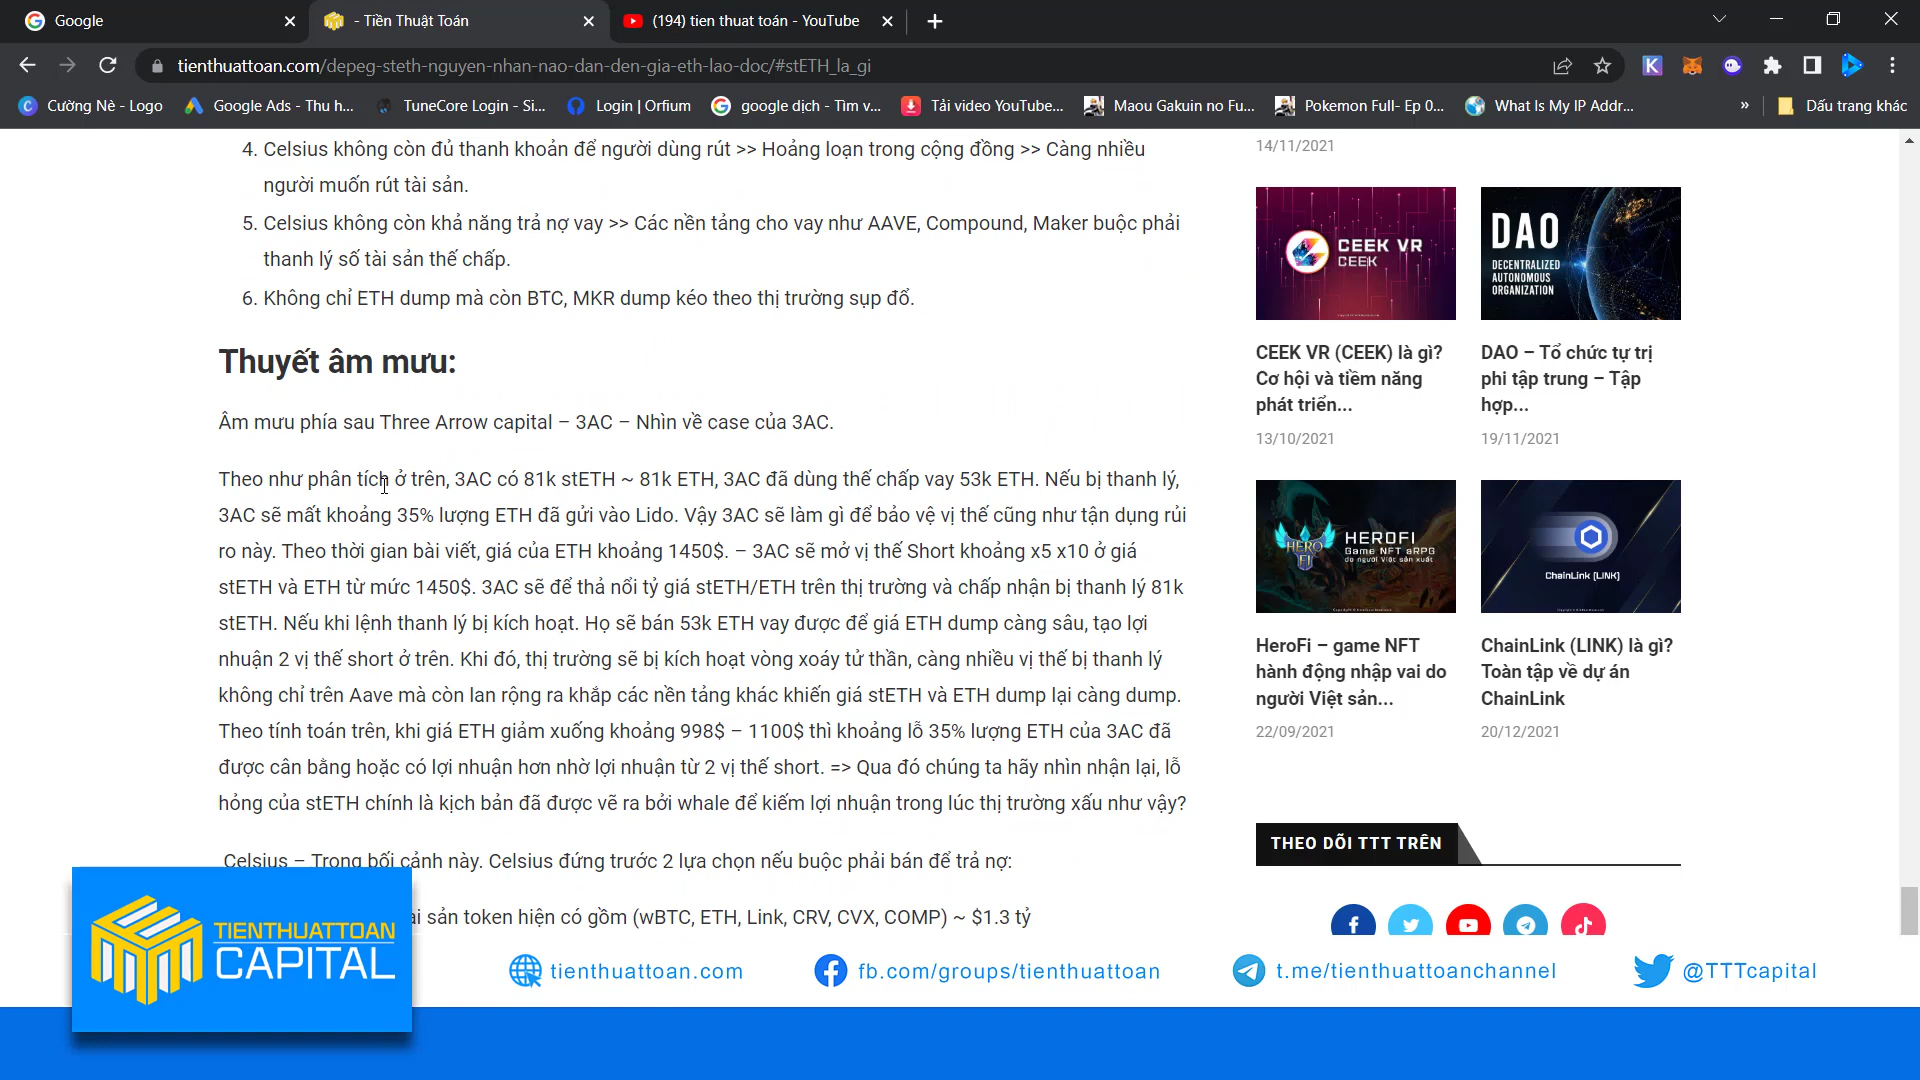 Google
- Tiền Thuật Toán
(194) tien thuat toán - YouTube
tienthuattoan.com/depeg-steth-nguyen-nhan-nao-dan-den-gia-eth-lao-doc/#stETH_la_gi
Cường Nè - Logo
Google Ads - Thu h...
TuneCore Login - Si...
Login | Orfium
google dịch - Tìm v...
Tải video YouTube...
Maou Gakuin no Fu...
Pokemon Full- Ep 0...
What Is My IP Addr...
»
Dấu trang khác
4. Celsius không còn đủ thanh khoản để người dùng rút >> Hoảng loạn trong cộng đồng >> Càng nhiều
người muốn rút tài sản.
5. Celsius không còn khả năng trả nợ vay >> Các nền tảng cho vay như AAVE, Compound, Maker buộc phải
thanh lý số tài sản thế chấp.
6. Không chỉ ETH dump mà còn BTC, MKR dump kéo theo thị trường sụp đổ.
Thuyết âm mưu:
Âm mưu phía sau Three Arrow capital – 3AC – Nhìn về case của 3AC.
Theo như phân tích ở trên, 3AC có 81k stETH ~ 81k ETH, 3AC đã dùng thế chấp vay 53k ETH. Nếu bị thanh lý,
3AC sẽ mất khoảng 35% lượng ETH đã gửi vào Lido. Vậy 3AC sẽ làm gì để bảo vệ vị thế cũng như tận dụng rủi
ro này. Theo thời gian bài viết, giá của ETH khoảng 1450$. – 3AC sẽ mở vị thế Short khoảng x5 x10 ở giá
stETH và ETH từ mức 1450$. 3AC sẽ để thả nổi tỷ giá stETH/ETH trên thị trường và chấp nhận bị thanh lý 81k
stETH. Nếu khi lệnh thanh lý bị kích hoạt. Họ sẽ bán 53k ETH vay được để giá ETH dump càng sâu, tạo lợi
nhuận 2 vị thế short ở trên. Khi đó, thị trường sẽ bị kích hoạt vòng xoáy tử thần, càng nhiều vị thế bị thanh lý
không chỉ trên Aave mà còn lan rộng ra khắp các nền tảng khác khiến giá stETH và ETH dump lại càng dump.
Theo tính toán trên, khi giá ETH giảm xuống khoảng 998$ – 1100$ thì khoảng lỗ 35% lượng ETH của 3AC đã
được cân bằng hoặc có lợi nhuận hơn nhờ lợi nhuận từ 2 vị thế short. => Qua đó chúng ta hãy nhìn nhận lại, lỗ
hỏng của stETH chính là kịch bản đã được vẽ ra bởi whale để kiếm lợi nhuận trong lúc thị trường xấu như vậy?
Celsius – Trong bối cảnh này. Celsius đứng trước 2 lựa chọn nếu buộc phải bán để trả nợ:
i sản token hiện có gồm (wBTC, ETH, Link, CRV, CVX, COMP) ~ $1.3 tỷ
14/11/2021
CEEK VR
CEEK
DAO
DECENTRALIZED
AUTONOMOUS
ORGANIZATION
CEEK VR (CEEK) là gì?
Cơ hội và tiềm năng
phát triển...
13/10/2021
DAO – Tổ chức tự trị
phi tập trung – Tập
hợp...
19/11/2021
HERO
FI
HEROFI
Game NFT aRPG
do người Việt sản xuất
ChainLink (LINK)
HeroFi – game NFT
hành động nhập vai do
người Việt sản...
22/09/2021
ChainLink (LINK) là gì?
Toàn tập về dự án
ChainLink
20/12/2021
THEO DÕI TTT TRÊN
TIENTHUATTOAN
CAPITAL
tienthuattoan.com
fb.com/groups/tienthuattoan
t.me/tienthuattoanchannel
@TTTcapital